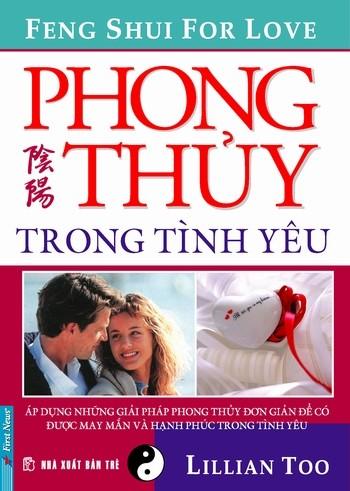 FENG SHUI FOR LOVE
PHONG
陰陽
THỦY
TRONG TÌNH YÊU
ÁP DỤNG NHỮNG GIẢI PHÁP PHONG THỦY ĐƠN GIẢN ĐỂ CÓ
ĐƯỢC MAY MẮN VÀ HẠNH PHÚC TRONG TÌNH YÊU
First News
NHÀ XUẤT BẢN TRẺ
LILLIAN TOO